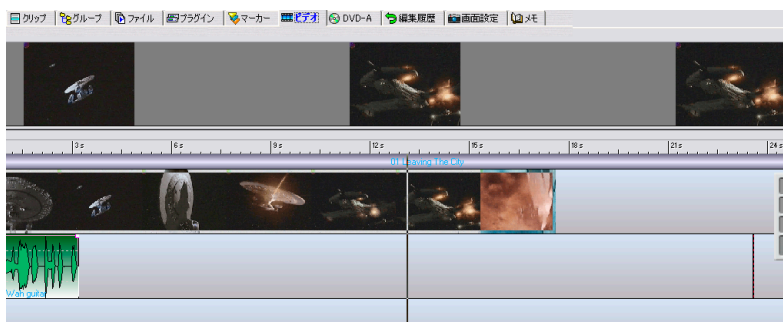 クリップ グループ ファイル プラグイン マーカー ビデオ DVD-A 編集履歴 画面設定 メモ
3s 6s 9s 12s 15s 18s 21s 24s
01 Leaving The City
Wah guitar